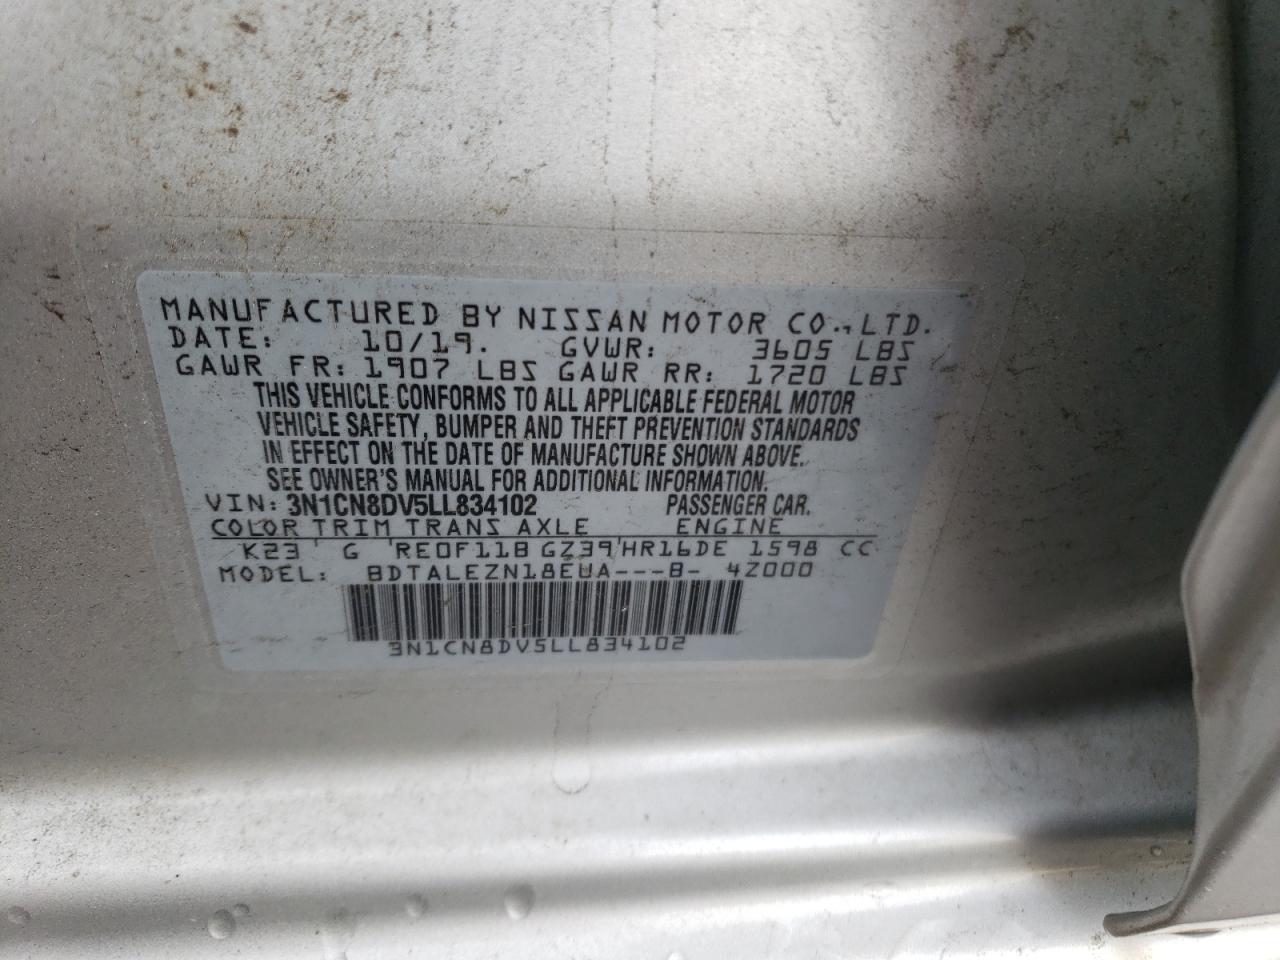 MANUFACTURED BY NISSAN MOTOR CO., LTD.
DATE: 10/19. GVWR: 3605 LBS
GAWR FR: 1907 LBS GAWR RR: 1720 LBS
THIS VEHICLE CONFORMS TO ALL APPLICABLE FEDERAL MOTOR
VEHICLE SAFETY, BUMPER AND THEFT PREVENTION STANDARDS
IN EFFECT ON THE DATE OF MANUFACTURE SHOWN ABOVE.
SEE OWNER'S MANUAL FOR ADDITIONAL INFORMATION.
VIN: 3N1CN8DV5LL834102 PASSENGER CAR.
COLOR TRIM TRANS AXLE ENGINE
K23 G RE0F11B GZ39 HR16DE 1598 CC
MODEL: BDTALEZN18EUA---B- 4Z000
3N1CN8DV5LL834102